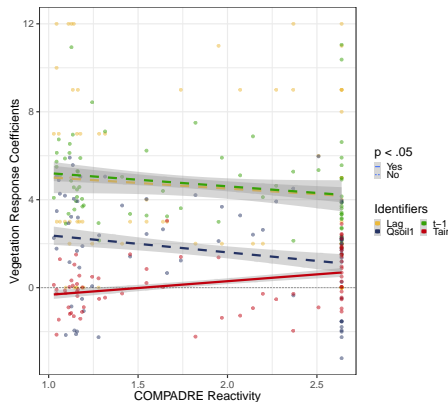 12
8
4
0
Vegetation Response Coefficients
1.0 1.5 2.0 2.5
COMPADRE Reactivity
p < .05
Yes
No
Identifiers
Lag t−1
Qsoil1 Tair